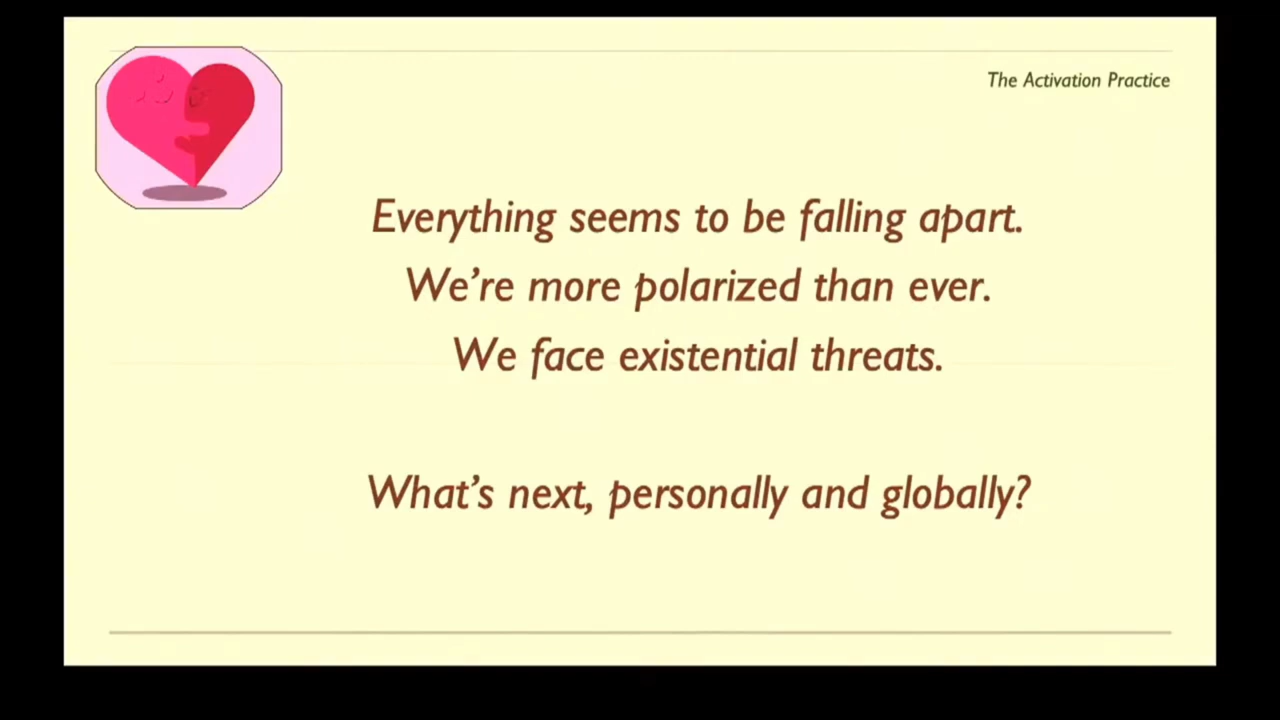 The Activation Practice
Everything seems to be falling apart.
We’re more polarized than ever.
We face existential threats.
What’s next, personally and globally?